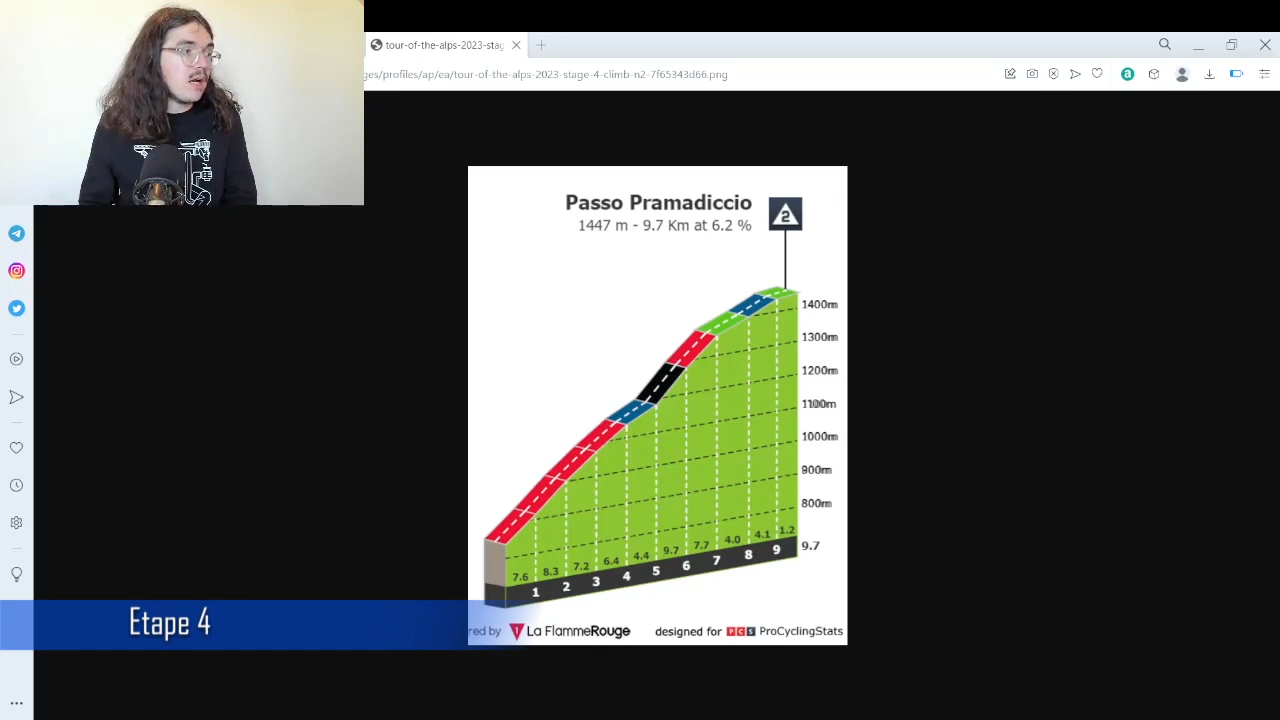 tour-of-the-alps-2023-stag
ges/profiles/ap/ea/tour-of-the-alps-2023-stage-4-climb-n2-7f65343d66.png
Passo Pramadiccio
2
1447 m - 9.7 Km at 6.2 %
1400m
1300m
1200m
1100m
1000m
900m
800m
7.6 8.3 7.2 6.4 4.4 9.7 7.7 4.0 4.1 1.2
1 2 3 4 5 6 7 8 9 9.7
Etape 4
red by La FlammeRouge designed for PCS ProCyclingStats